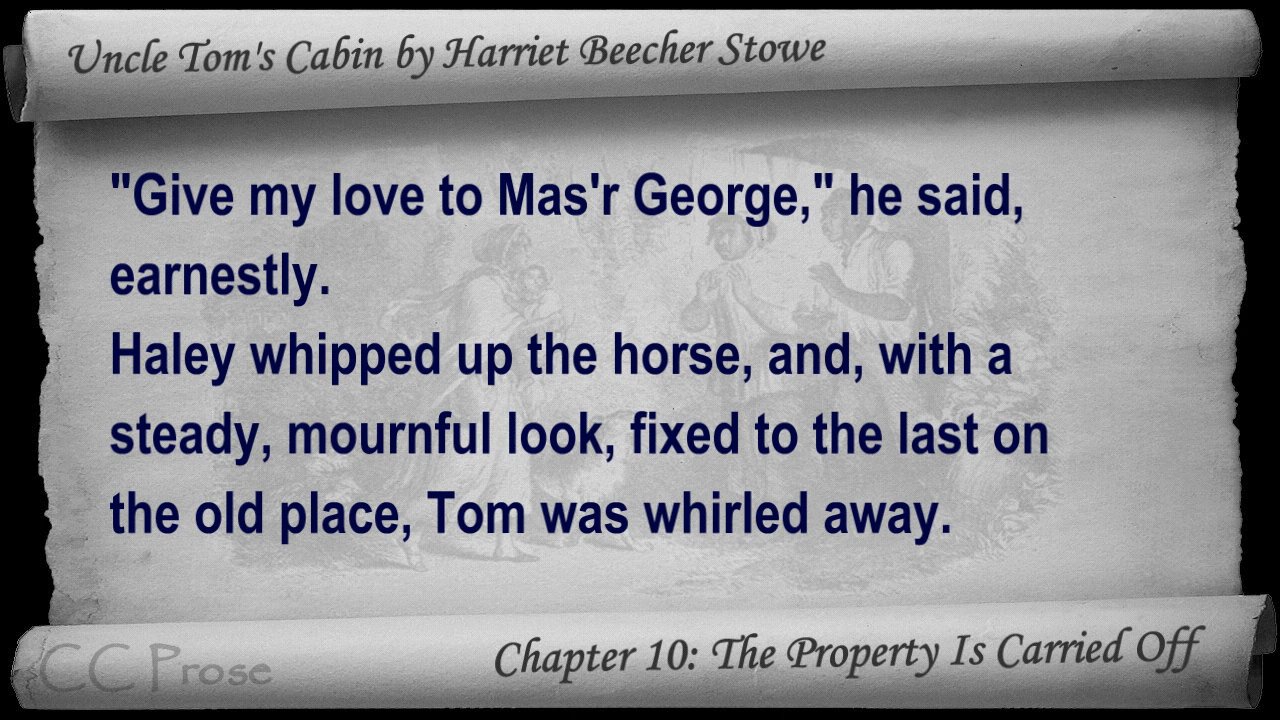 Uncle Tom's Cabin by Harriet Beecher Stowe
"Give my love to Mas'r George," he said,
earnestly.
Haley whipped up the horse, and, with a
steady, mournful look, fixed to the last on
the old place, Tom was whirled away.
CC Prose
Chapter 10: The Property Is Carried Off